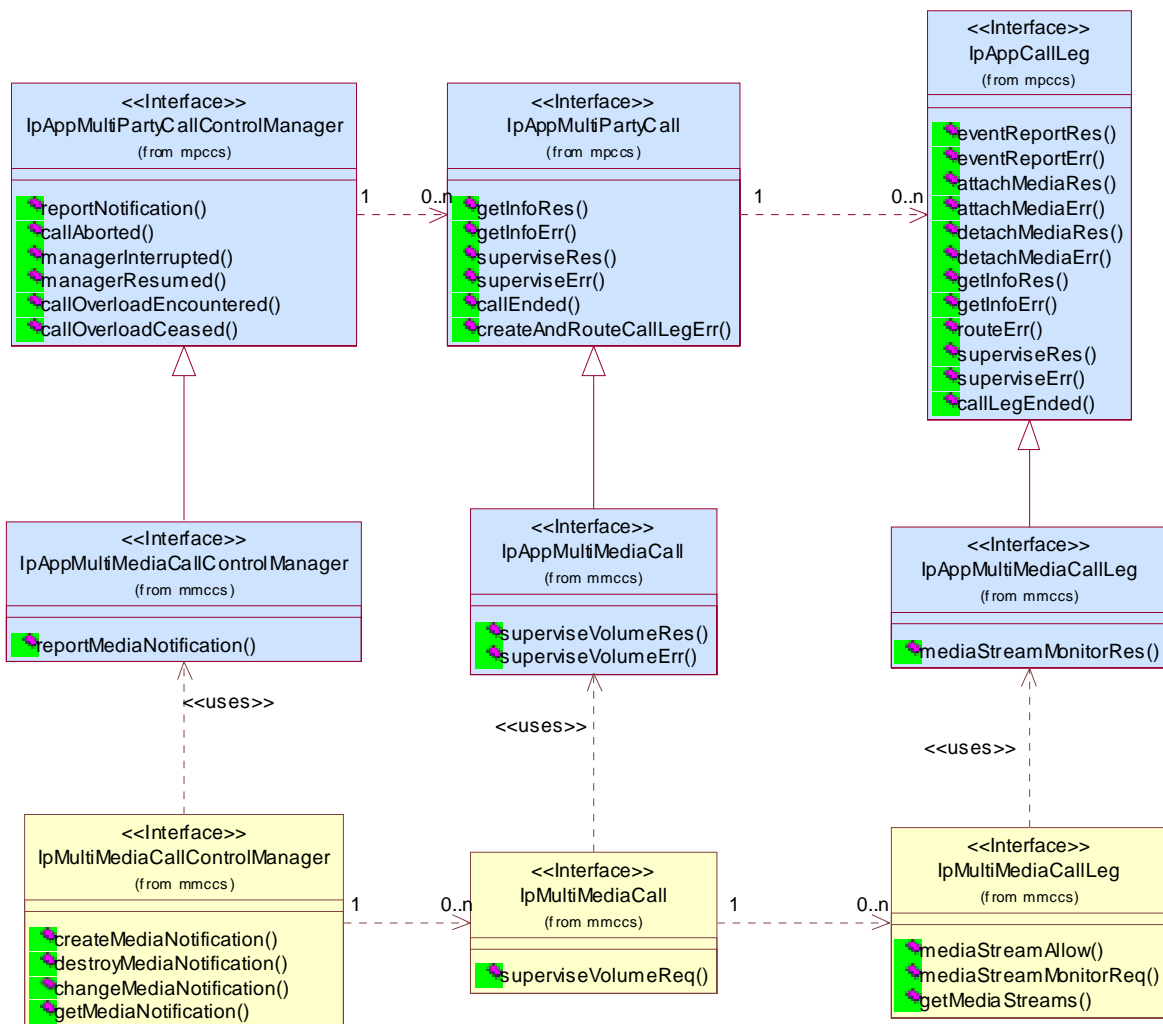 <<Interface>>
IpAppMultiPartyCallControlManager
(from mpccs)
reportNotification()
callAborted()
managerInterrupted()
managerResumed()
callOverloadEncountered()
callOverloadCeased()
1
0..n
<<Interface>>
IpAppMultiPartyCall
(from mpccs)
getInfoRes()
getInfoErr()
superviseRes()
superviseErr()
callEnded()
createAndRouteCallLegErr()
1
0..n
<<Interface>>
IpAppCallLeg
(from mpccs)
eventReportRes()
eventReportErr()
attachMediaRes()
attachMediaErr()
detachMediaRes()
detachMediaErr()
getInfoRes()
getInfoErr()
routeErr()
superviseRes()
superviseErr()
callLegEnded()
<<Interface>>
IpAppMultiMediaCallControlManager
(from mmccs)
reportMediaNotification()
<<Interface>>
IpAppMultiMediaCall
(from mmccs)
superviseVolumeRes()
superviseVolumeErr()
<<Interface>>
IpAppMultiMediaCallLeg
(from mmccs)
mediaStreamMonitorRes()
<<uses>>
<<uses>>
<<uses>>
<<Interface>>
IpMultiMediaCallControlManager
(from mmccs)
createMediaNotification()
destroyMediaNotification()
changeMediaNotification()
getMediaNotification()
1
0..n
<<Interface>>
IpMultiMediaCall
(from mmccs)
superviseVolumeReq()
1
0..n
<<Interface>>
IpMultiMediaCallLeg
(from mmccs)
mediaStreamAllow()
mediaStreamMonitorReq()
getMediaStreams()